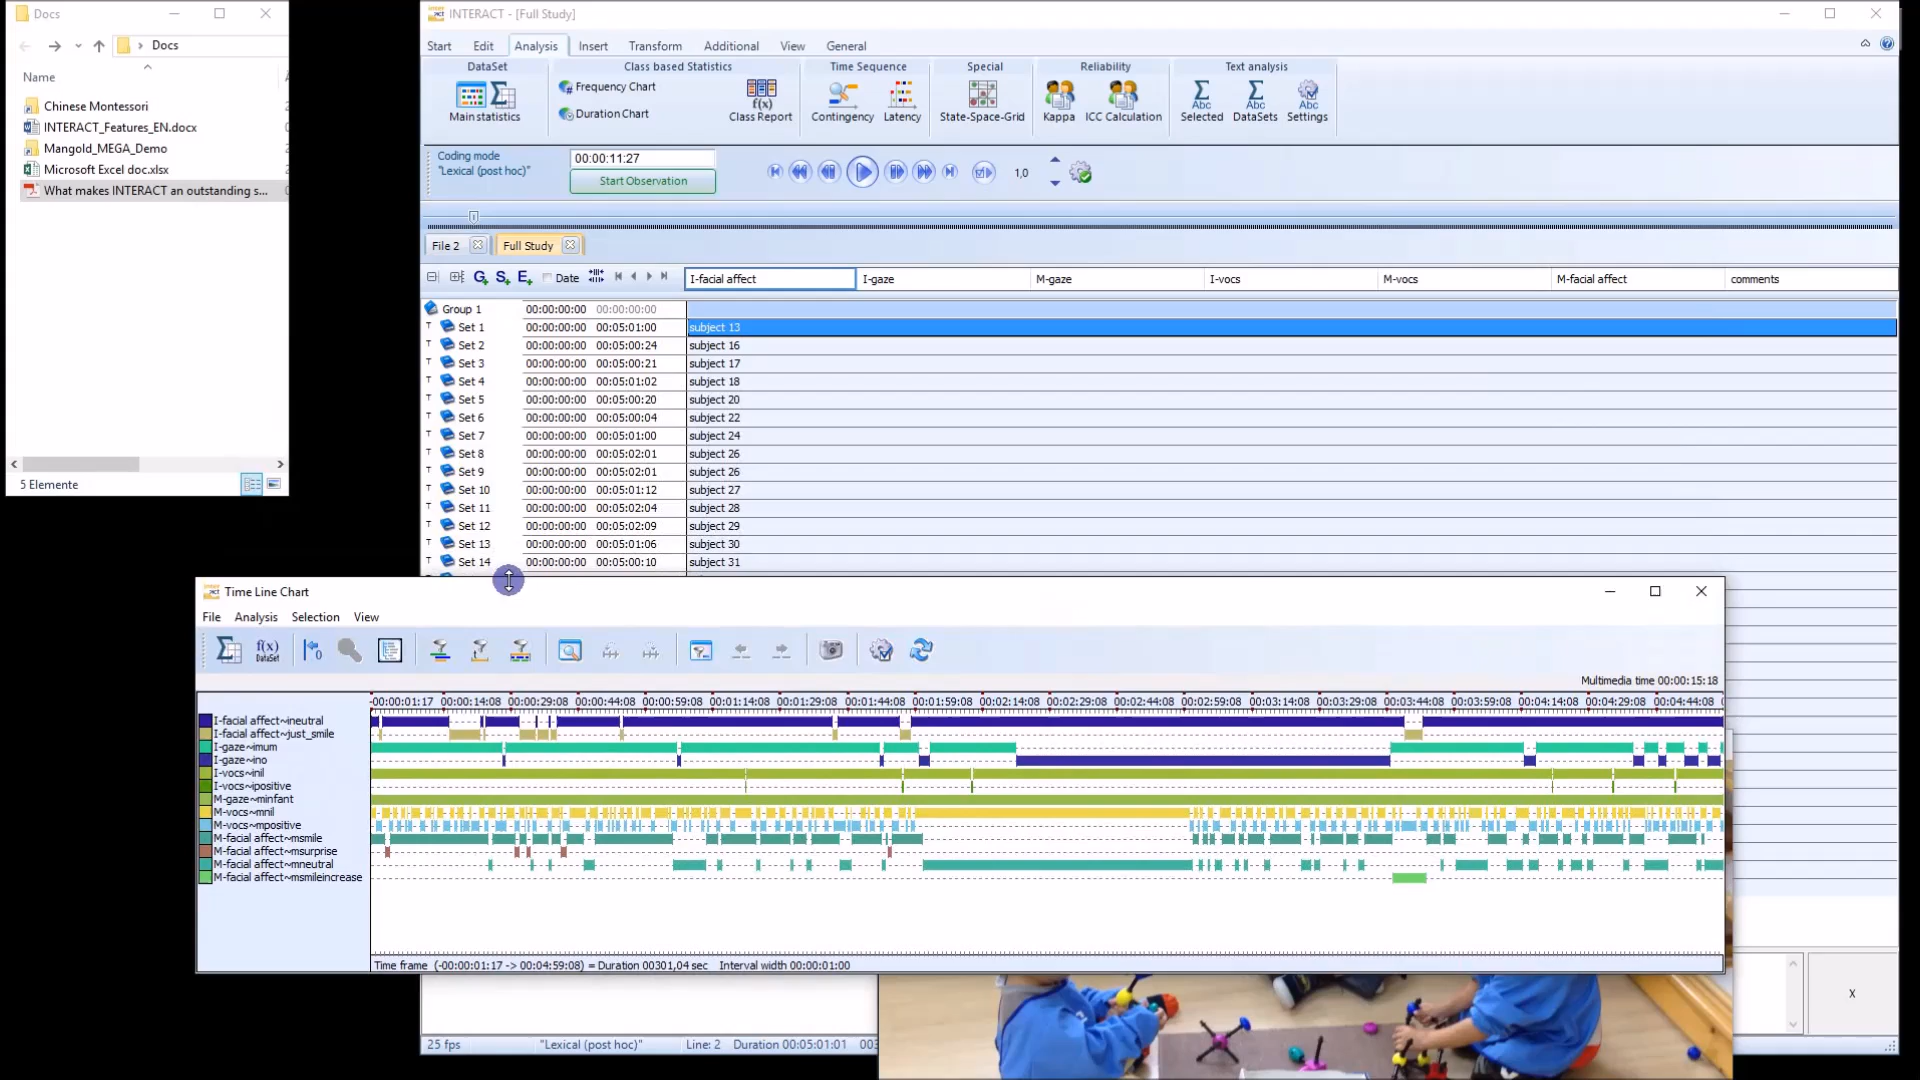 Docs
Docs
Name
Chinese Montessori
INTERACT_Features_EN.docx
Mangold_MEGA_Demo
Microsoft Excel doc.xlsx
What makes INTERACT an outstanding s...
5 Elemente
INTERACT - [Full Study]
Start Edit Analysis Insert Transform Additional View General
DataSet Class based Statistics Time Sequence Special Reliability Text analysis
Frequency Chart
Duration Chart
Main statistics Class Report Contingency Latency State-Space-Grid Kappa ICC Calculation Selected DataSets Settings
Coding mode
"Lexical (post hoc)"
00:00:11:27
Start Observation
1,0
File 2 Full Study
G S E Date I-facial affect I-gaze M-gaze I-vocs M-vocs M-facial affect comments
Group 1 00:00:00:00 00:00:00:00
T Set 1 00:00:00:00 00:05:01:00 subject 13
T Set 2 00:00:00:00 00:05:00:24 subject 16
T Set 3 00:00:00:00 00:05:00:21 subject 17
T Set 4 00:00:00:00 00:05:01:02 subject 18
T Set 5 00:00:00:00 00:05:00:20 subject 20
T Set 6 00:00:00:00 00:05:00:04 subject 22
T Set 7 00:00:00:00 00:05:01:00 subject 24
T Set 8 00:00:00:00 00:05:02:01 subject 26
T Set 9 00:00:00:00 00:05:02:01 subject 26
T Set 10 00:00:00:00 00:05:01:12 subject 27
T Set 11 00:00:00:00 00:05:02:04 subject 28
T Set 12 00:00:00:00 00:05:02:09 subject 29
T Set 13 00:00:00:00 00:05:01:06 subject 30
T Set 14 00:00:00:00 00:05:00:10 subject 31
Time Line Chart
File Analysis Selection View
f(x) DataSet
Multimedia time 00:00:15:18
-00:00:01:17 00:00:14:08 00:00:29:08 00:00:44:08 00:00:59:08 00:01:14:08 00:01:29:08 00:01:44:08 00:01:59:08 00:02:14:08 00:02:29:08 00:02:44:08 00:02:59:08 00:03:14:08 00:03:29:08 00:03:44:08 00:03:59:08 00:04:14:08 00:04:29:08 00:04:44:08
I-facial affect~ineutral
I-facial affect~just_smile
I-gaze~imum
I-gaze~ino
I-vocs~inil
I-vocs~ipositive
M-gaze~minfant
M-vocs~mnil
M-vocs~mpositive
M-facial affect~msmile
M-facial affect~msurprise
M-facial affect~mneutral
M-facial affect~msmileincrease
Time frame (-00:00:01:17 -> 00:04:59:08) = Duration 00301,04 sec Interval width 00:00:01:00
X
25 fps "Lexical (post hoc)" Line: 2 Duration 00:05:01:01